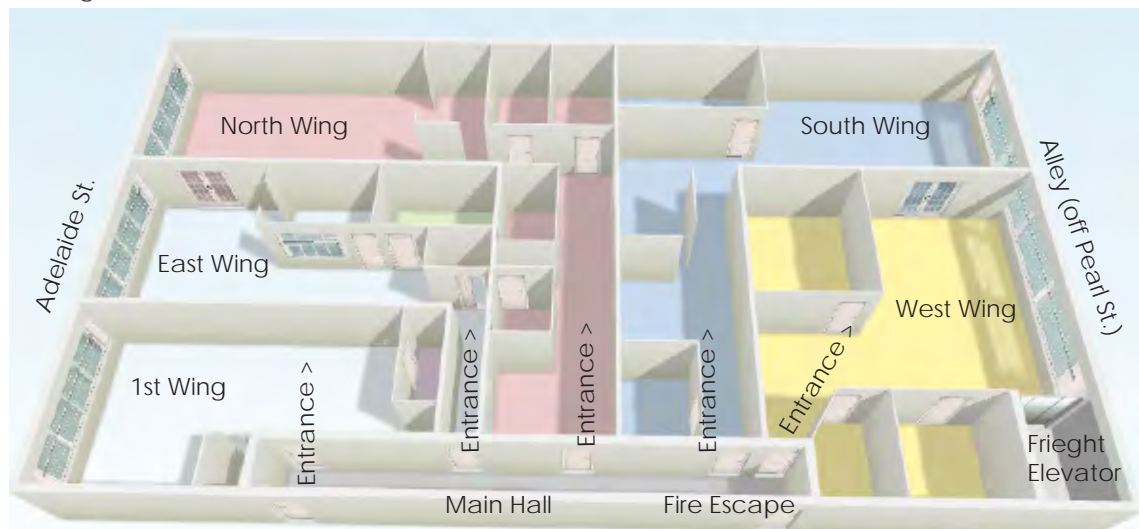 North Wing
South Wing
Adelaide St.
Alley (off Pearl St.)
East Wing
West Wing
1st Wing
Entrance >
Entrance >
Entrance >
Entrance >
Entrance >
Frieght
Elevator
Main Hall
Fire Escape